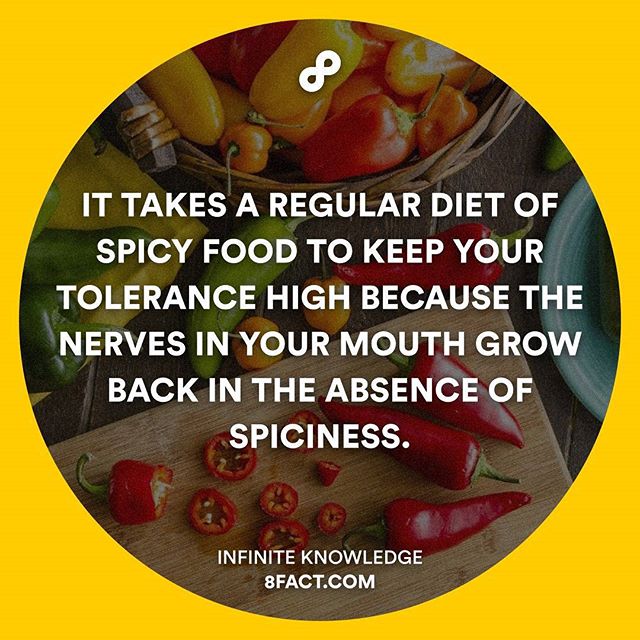 IT TAKES A REGULAR DIET OF
SPICY FOOD TO KEEP YOUR
TOLERANCE HIGH BECAUSE THE
NERVES IN YOUR MOUTH GROW
BACK IN THE ABSENCE OF
SPICINESS.
INFINITE KNOWLEDGE
8FACT.COM